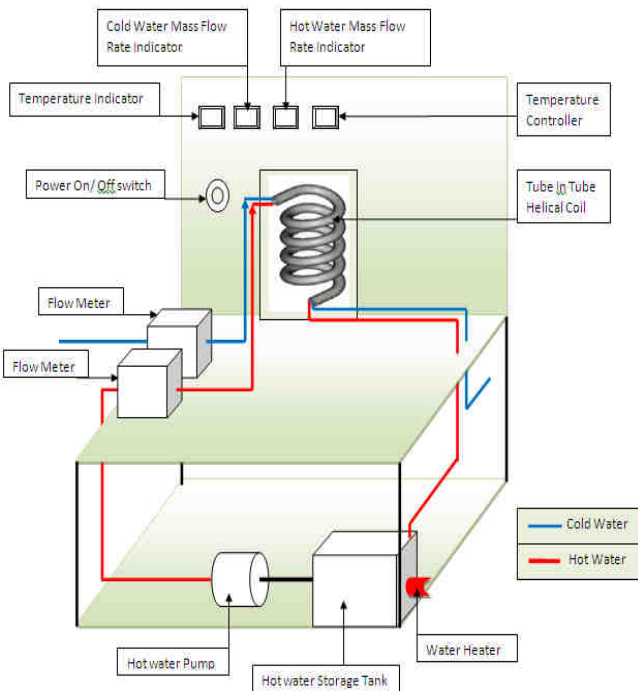 Cold Water Mass Flow
Rate Indicator
Hot Water Mass Flow
Rate Indicator
Temperature Indicator
Temperature
Controller
Power On/ Off switch
Tube in Tube
Helical Coil
Flow Meter
Flow Meter
Cold Water
Hot Water
Hot water Pump
Hot water Storage Tank
Water Heater